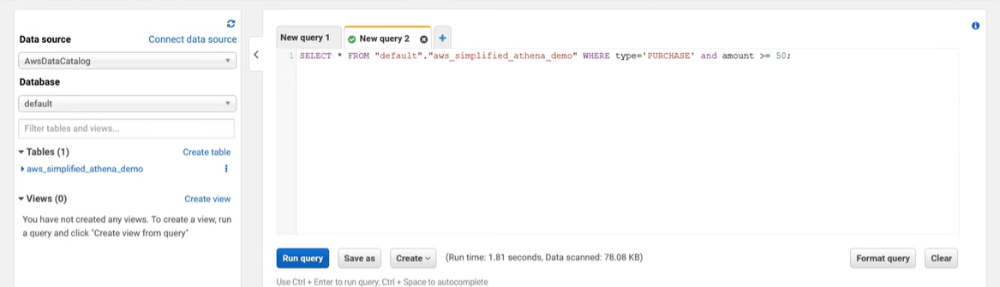 Data source
Connect data source
AwsDataCatalog
Database
default
Filter tables and views...
Tables (1)
Create table
aws_simplified_athena_demo
Views (0)
Create view
You have not created any views. To create a view, run
a query and click "Create view from query"
New query 1
New query 2
1 SELECT * FROM "default"."aws_simplified_athena_demo" WHERE type='PURCHASE' and amount >= 50;
Run query
Save as
Create
(Run time: 1.81 seconds, Data scanned: 78.08 KB)
Format query
Clear
Use Ctrl + Enter to run query, Ctrl + Space to autocomplete